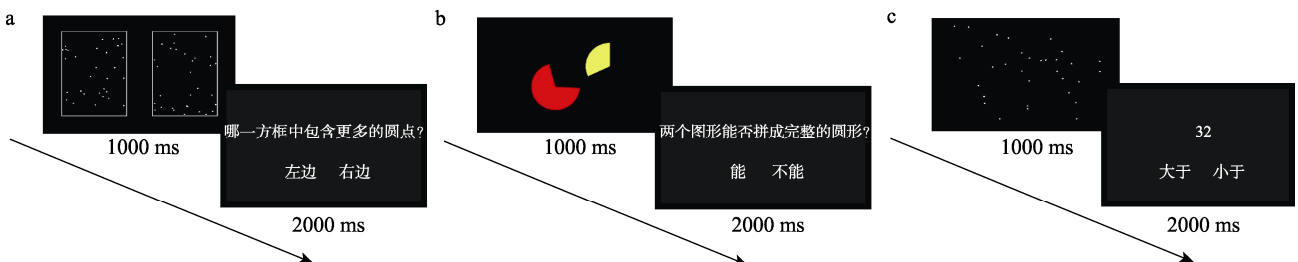 a
1000 ms
哪一方框中包含更多的圆点?
左边 右边
2000 ms
b
1000 ms
两个图形能否拼成完整的圆形?
能 不能
2000 ms
c
1000 ms
32
大于 小于
2000 ms